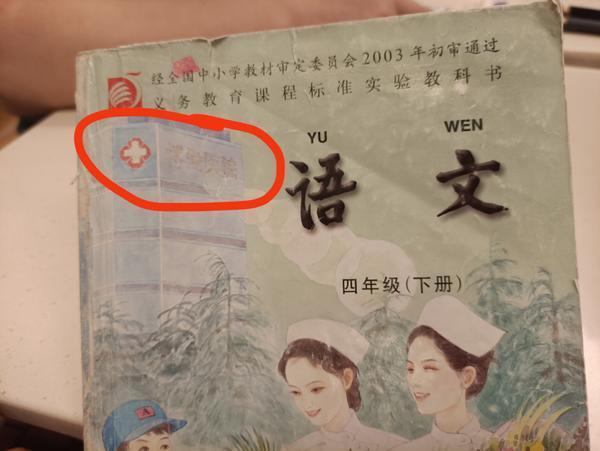 经全国中小学教材审定委员会2003年初审通过
义务教育课程标准实验教科书
YU WEN
语文
四年级(下册)
A